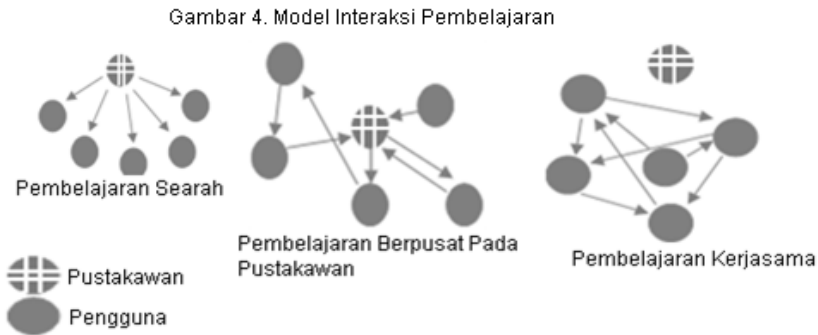 Gambar 4. Model Interaksi Pembelajaran
Pembelajaran Searah
Pembelajaran Berpusat Pada
Pustakawan
Pembelajaran Kerjasama
Pustakawan
Pengguna